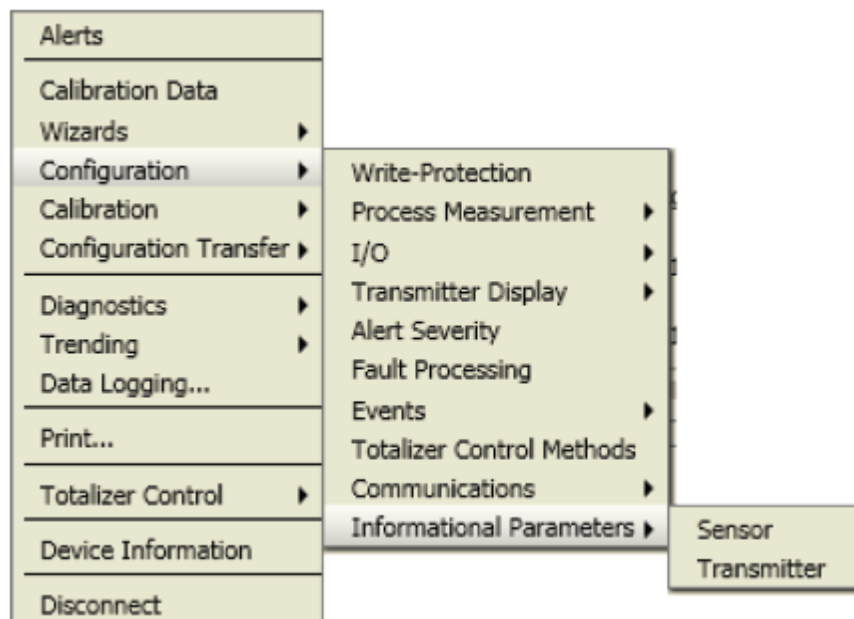 Alerts
Calibration Data
Wizards
Configuration
Calibration
Configuration Transfer
Diagnostics
Trending
Data Logging...
Print...
Totalizer Control
Device Information
Disconnect
Write-Protection
Process Measurement
I/O
Transmitter Display
Alert Severity
Fault Processing
Events
Totalizer Control Methods
Communications
Informational Parameters
Sensor
Transmitter